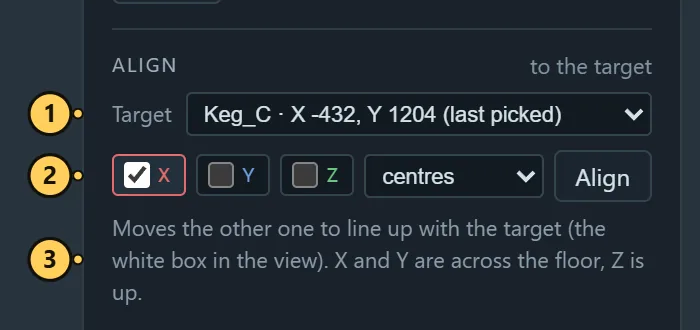 ALIGN to the target
1 Target Keg_C · X -432, Y 1204 (last picked)
2 X Y Z centres Align
Moves the other one to line up with the target (the
3 white box in the view). X and Y are across the floor, Z is
up.